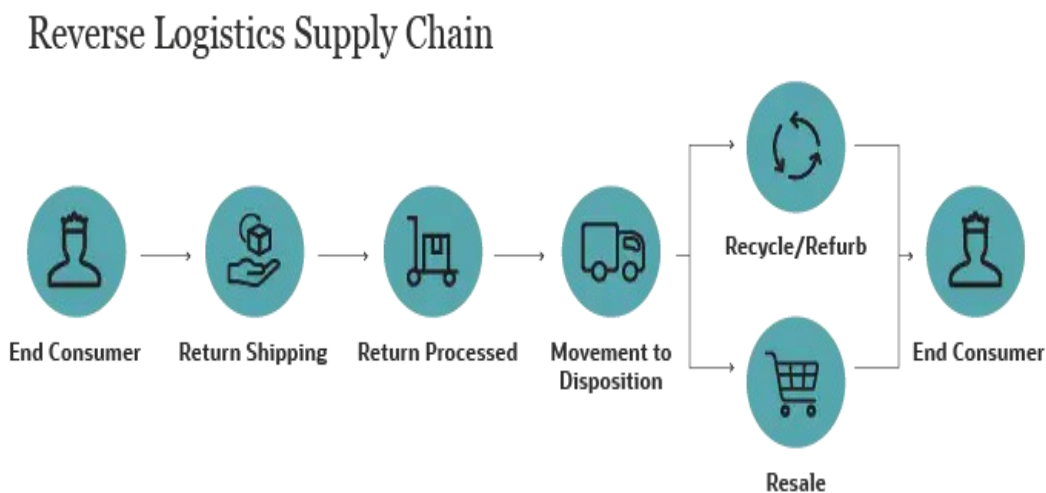 Reverse Logistics Supply Chain
End Consumer
Return Shipping
Return Processed
Movement to
Disposition
Recycle/Refurb
Resale
End Consumer